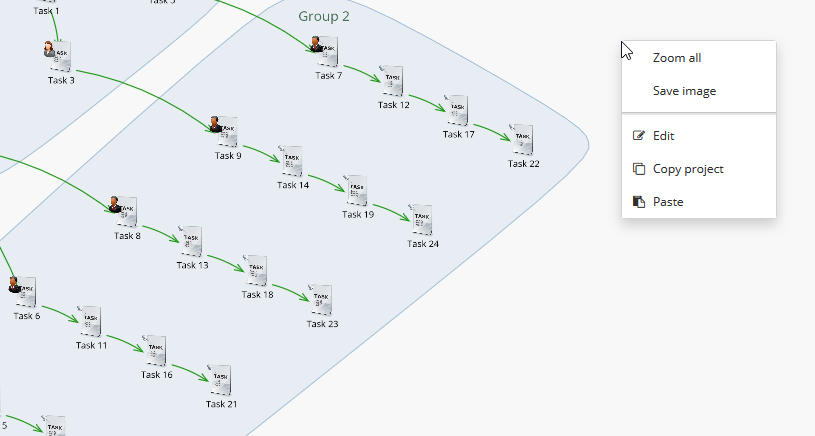 Task 1
Group 2
Task 3
TASK
Task 7
TASK
Zoom all
Save image
Edit
Copy project
Paste
Task 12
TASK
Task 17
TASK
Task 22
TASK
Task 9
TASK
Task 14
TASK
Task 19
TASK
Task 24
TASK
Task 8
TASK
Task 13
TASK
Task 18
TASK
Task 23
TASK
Task 6
TASK
Task 11
TASK
Task 16
TASK
Task 21
TASK
5
TASK